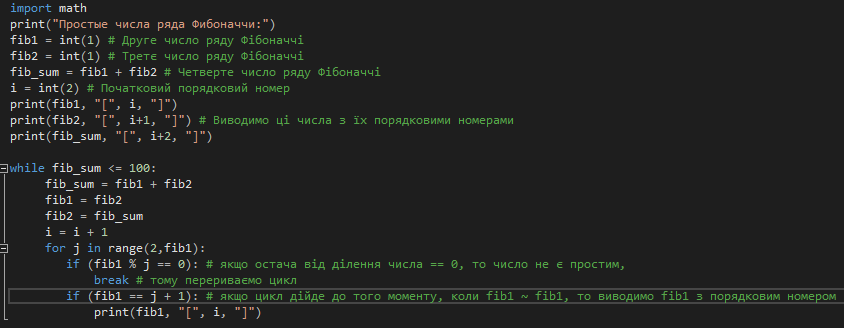 import math
print("Простые числа ряда Фибоначчи:")
fib1 = int(1) # Друге число ряду Фібоначчі
fib2 = int(1) # Третє число ряду Фібоначчі
fib_sum = fib1 + fib2 # Четверте число ряду Фібоначчі
i = int(2) # Початковий порядковий номер
print(fib1, "[", i, "]")
print(fib2, "[", i+1, "]") # Виводимо ці числа з їх порядковими номерами
print(fib_sum, "[", i+2, "]")

while fib_sum <= 100:
     fib_sum = fib1 + fib2
     fib1 = fib2
     fib2 = fib_sum
     i = i + 1
     for j in range(2,fib1):
        if (fib1 % j == 0): # якщо остача від ділення числа == 0, то число не є простим,
            break # тому перериваємо цикл
        if (fib1 == j + 1): # якщо цикл дійде до того моменту, коли fib1 ~ fib1, то виводимо fib1 з порядковим номером
            print(fib1, "[", i, "]")